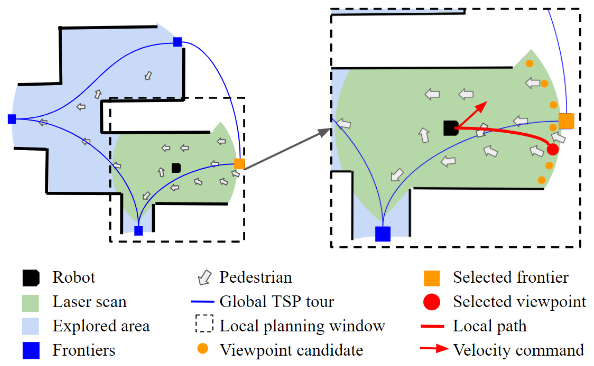 Robot
Pedestrian
Selected frontier
Laser scan
Global TSP tour
Selected viewpoint
Explored area
Local planning window
Local path
Frontiers
Viewpoint candidate
Velocity command